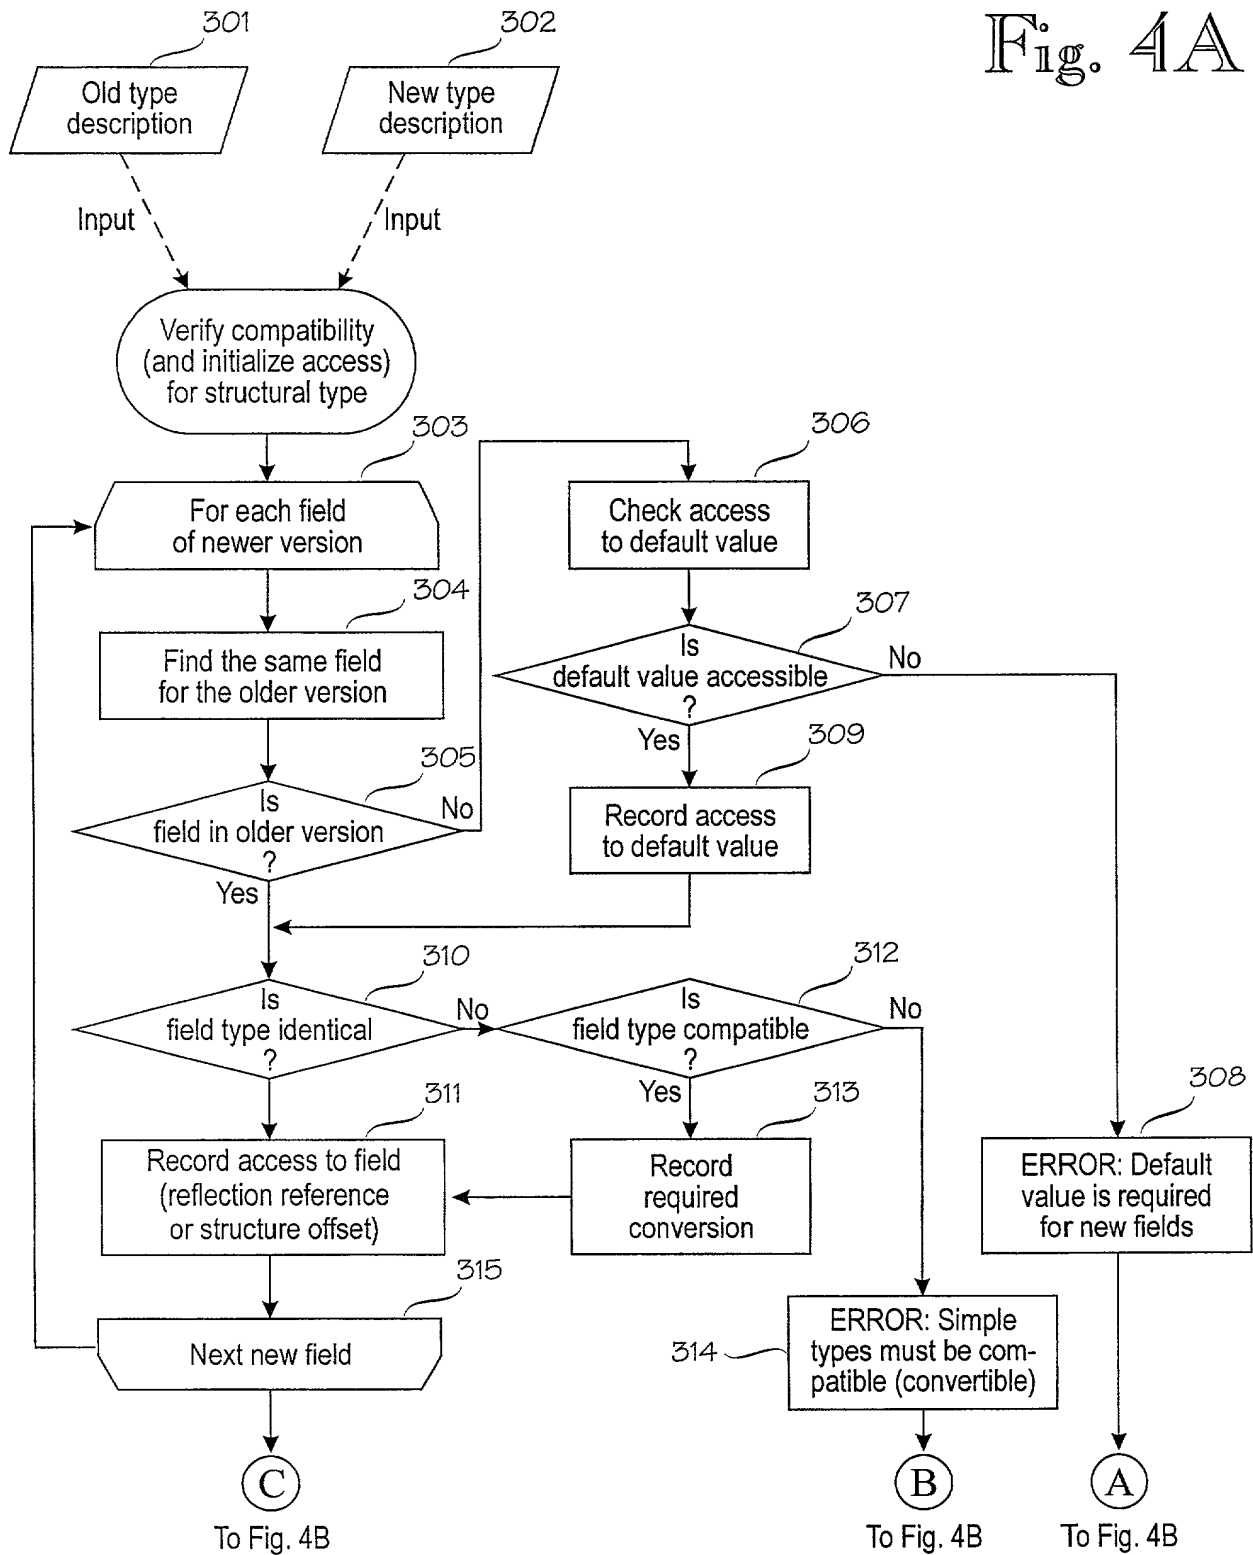 Fig. 4A
301
302
Old type
description
New type
description
Input
Input
Verify compatibility
(and initialize access)
for structural type
303
For each field
of newer version
304
Find the same field
for the older version
305
Is
field in older version
?
No
Yes
306
Check access
to default value
307
Is
default value accessible
?
No
Yes
309
Record access
to default value
310
Is
field type identical
?
No
312
Is
field type compatible
?
No
Yes
311
Record access to field
(reflection reference
or structure offset)
313
Record
required
conversion
308
ERROR: Default
value is required
for new fields
315
Next new field
314
ERROR: Simple
types must be com-
patible (convertible)
C
To Fig. 4B
B
To Fig. 4B
A
To Fig. 4B